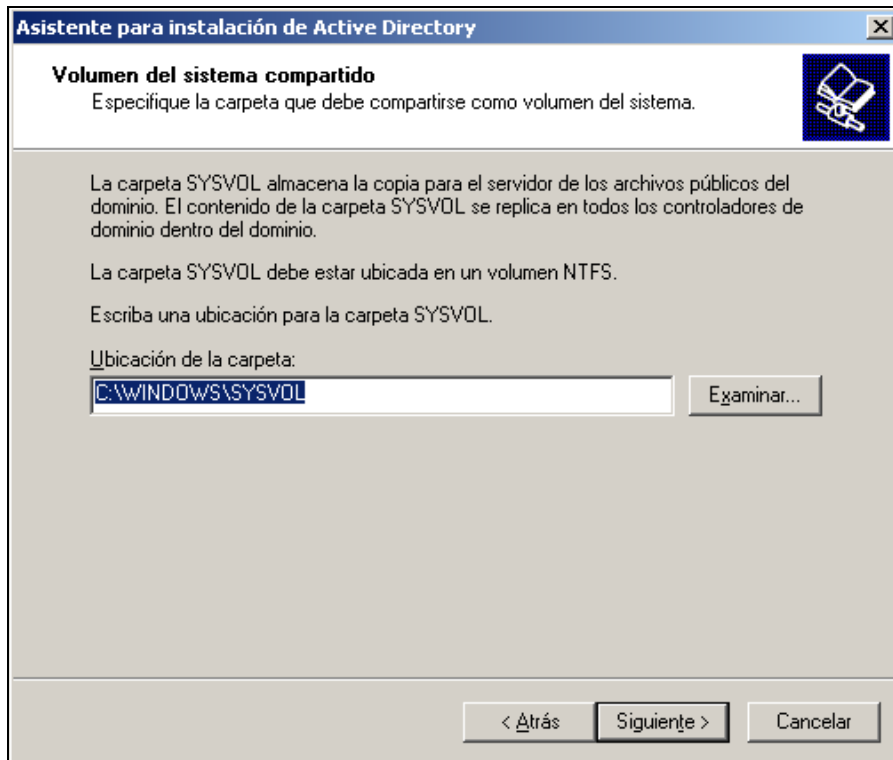 Asistente para instalación de Active Directory
Volumen del sistema compartido
Especifique la carpeta que debe compartirse como volumen del sistema.
La carpeta SYSVOL almacena la copia para el servidor de los archivos públicos del
dominio. El contenido de la carpeta SYSVOL se replica en todos los controladores de
dominio dentro del dominio.
La carpeta SYSVOL debe estar ubicada en un volumen NTFS.
Escriba una ubicación para la carpeta SYSVOL.
Ubicación de la carpeta:
C:\WINDOWS\SYSVOL
Examinar...
< Atrás
Siguiente >
Cancelar